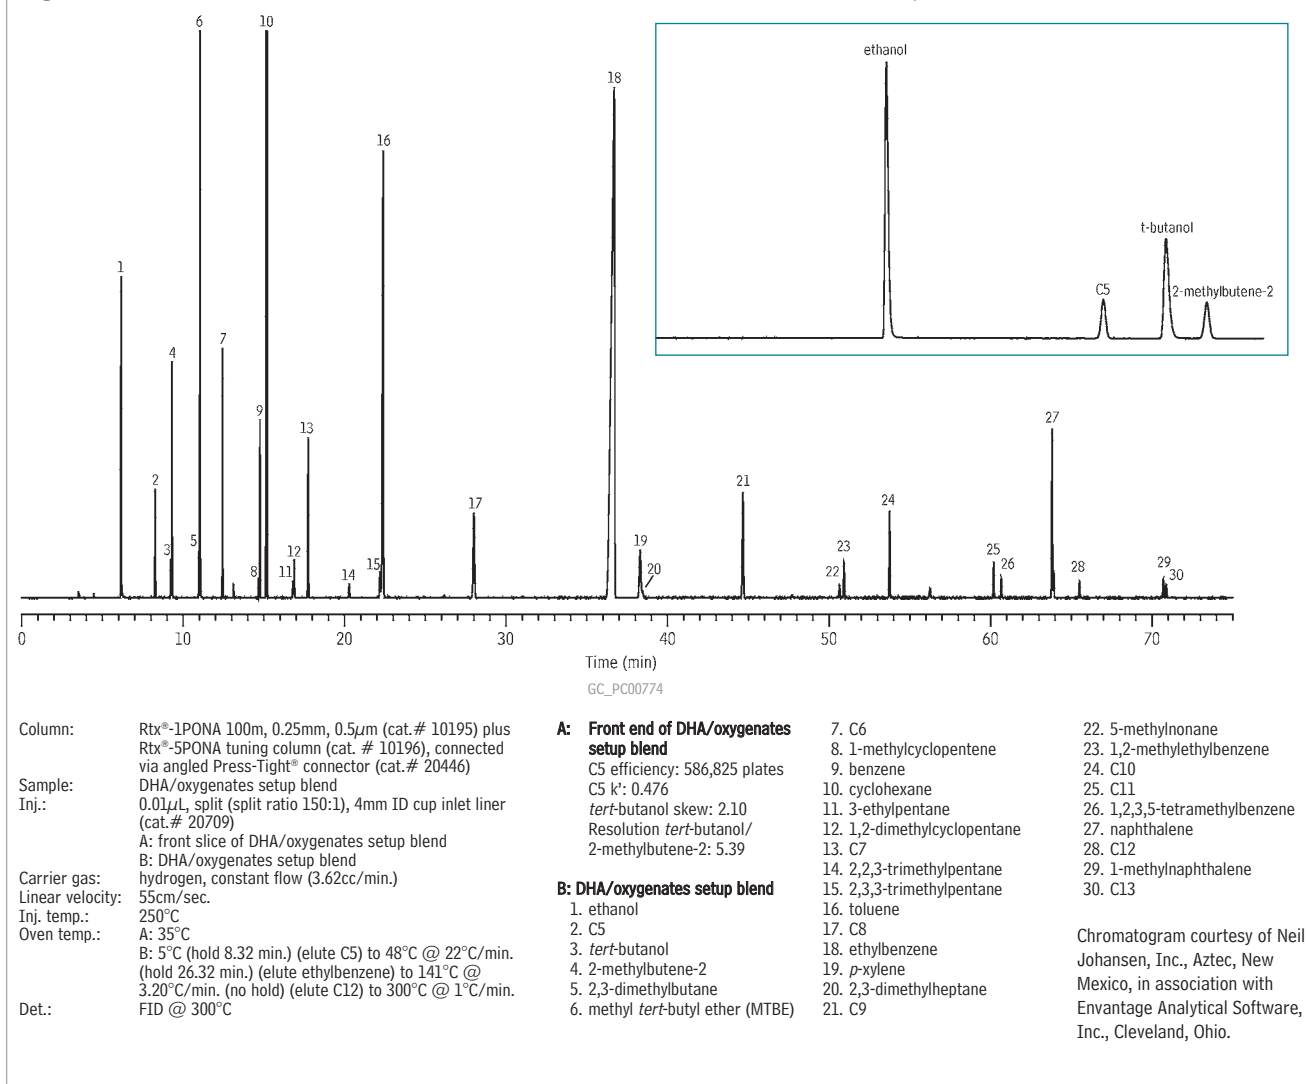 6
10
18
16
1
7
4
9
13
2
3
5
8
11
12
14
15
17
19
20
21
22
23
24
25
26
27
28
29
30
ethanol
C5
t-butanol
2-methylbutene-2
0
10
20
30
40
50
60
70
Time (min)
GC_PC00774
Column: Rtx®-1PONA 100m, 0.25mm, 0.5µm (cat.# 10195) plus
Rtx®-5PONA tuning column (cat. # 10196), connected
via angled Press-Tight® connector (cat.# 20446)
Sample: DHA/oxygenates setup blend
Inj.: 0.01µL, split (split ratio 150:1), 4mm ID cup inlet liner
(cat.# 20709)
A: front slice of DHA/oxygenates setup blend
B: DHA/oxygenates setup blend
Carrier gas: hydrogen, constant flow (3.62cc/min.)
Linear velocity: 55cm/sec.
Inj. temp.: 250°C
Oven temp.: A: 35°C
B: 5°C (hold 8.32 min.) (elute C5) to 48°C @ 22°C/min.
(hold 26.32 min.) (elute ethylbenzene) to 141°C @
3.20°C/min. (no hold) (elute C12) to 300°C @ 1°C/min.
Det.: FID @ 300°C
A: Front end of DHA/oxygenates
setup blend
C5 efficiency: 586,825 plates
C5 k': 0.476
tert-butanol skew: 2.10
Resolution tert-butanol/
2-methylbutene-2: 5.39
B: DHA/oxygenates setup blend
1. ethanol
2. C5
3. tert-butanol
4. 2-methylbutene-2
5. 2,3-dimethylbutane
6. methyl tert-butyl ether (MTBE)
7. C6
8. 1-methylcyclopentene
9. benzene
10. cyclohexane
11. 3-ethylpentane
12. 1,2-dimethylcyclopentane
13. C7
14. 2,2,3-trimethylpentane
15. 2,3,3-trimethylpentane
16. toluene
17. C8
18. ethylbenzene
19. p-xylene
20. 2,3-dimethylheptane
21. C9
22. 5-methylnonane
23. 1,2-methylethylbenzene
24. C10
25. C11
26. 1,2,3,5-tetramethylbenzene
27. naphthalene
28. C12
29. 1-methylnaphthalene
30. C13
Chromatogram courtesy of Neil
Johansen, Inc., Aztec, New
Mexico, in association with
Envantage Analytical Software,
Inc., Cleveland, Ohio.